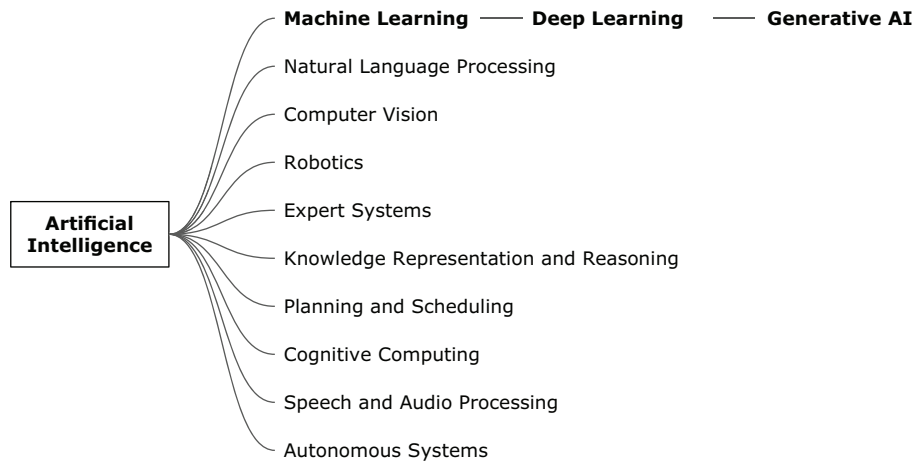 Machine Learning Deep Learning Generative AI
Natural Language Processing
Computer Vision
Robotics
Expert Systems
Artificial
Intelligence
Knowledge Representation and Reasoning
Planning and Scheduling
Cognitive Computing
Speech and Audio Processing
Autonomous Systems